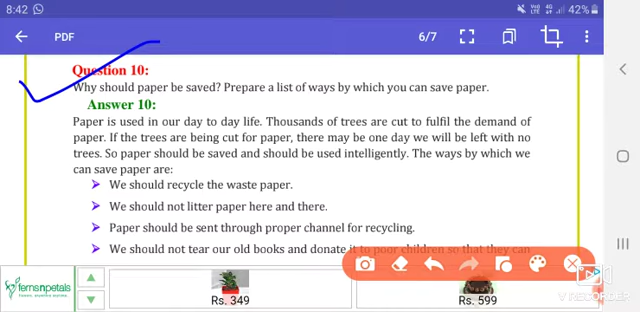 8:42
42%
PDF
6/7
Question 10:
Why should paper be saved? Prepare a list of ways by which you can save paper.
Answer 10:
Paper is used in our day to day life. Thousands of trees are cut to fulfil the demand of
paper. If the trees are being cut for paper, there may be one day we will be left with no
trees. So paper should be saved and should be used intelligently. The ways by which we
can save paper are:
We should recycle the waste paper.
We should not litter paper here and there.
Paper should be sent through proper channel for recycling.
We should not tear our old books and donate it to poor children so that they can
fernsnpetals
Rs. 349
Rs. 599
V RECORDER